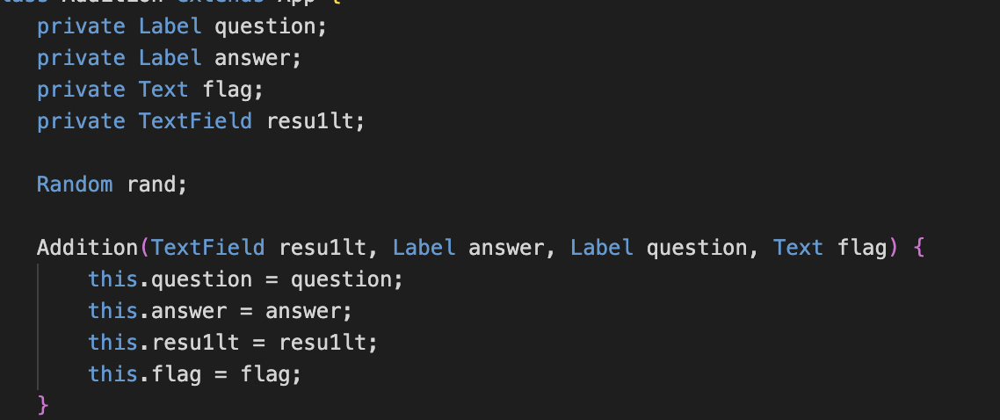 class Addition extends App {
private Label question;
private Label answer;
private Text flag;
private TextField resu1lt;
Random rand;
Addition(TextField resu1lt, Label answer, Label question, Text flag) {
this.question = question;
this.answer = answer;
this.resu1lt = resu1lt;
this.flag = flag;
}